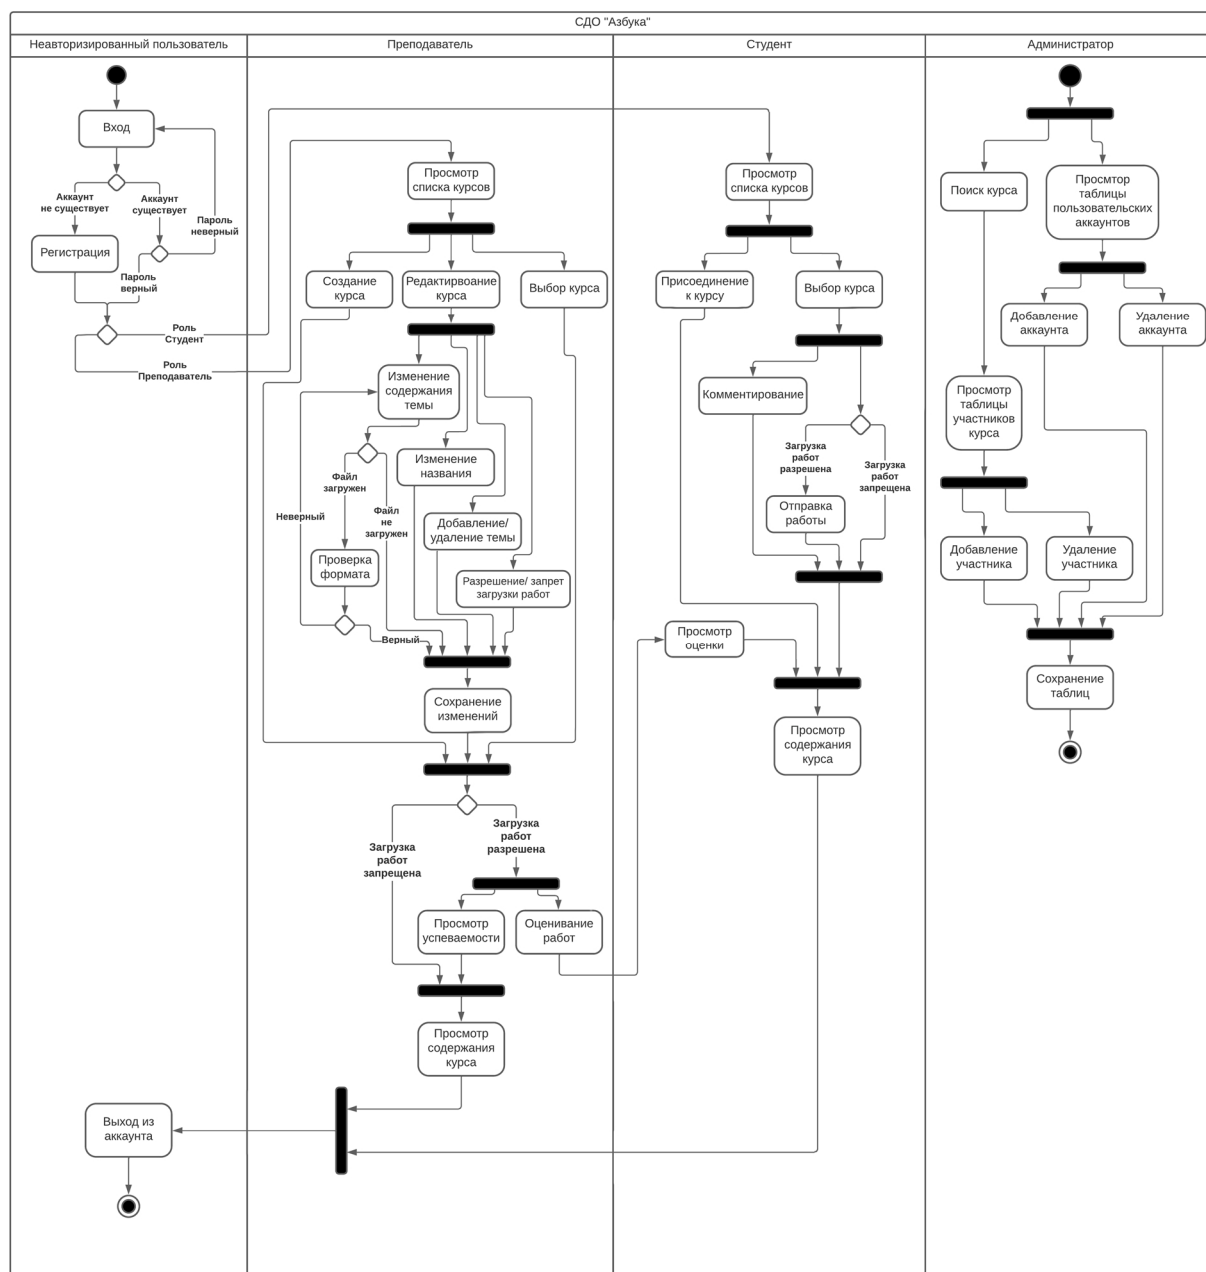 СДО "Азбука"
Неавторизированный пользователь
Преподаватель
Студент
Администратор
Вход
Аккаунт
не существует
Аккаунт
существует
Пароль
неверный
Регистрация
Пароль
верный
Роль
Студент
Роль
Преподаватель
Просмотр
списка курсов
Создание
курса
Редактирвоание
курса
Выбор курса
Изменение
содержания
темы
Файл
загружен
Файл
не
загружен
Неверный
Изменение
названия
Добавление/
удаление темы
Проверка
формата
Разрешение/ запрет
загрузки работ
Верный
Сохранение
изменений
Загрузка
работ
запрещена
Загрузка
работ
разрешена
Просмотр
успеваемости
Оценивание
работ
Просмотр
содержания
курса
Выход из
аккаунта
Просмотр
списка курсов
Присоединение
к курсу
Выбор курса
Комментирование
Загрузка
работ
разрешена
Загрузка
работ
запрещена
Отправка
работы
Просмотр
оценки
Просмотр
содержания
курса
Поиск курса
Просмтор
таблицы
пользовательских
аккаунтов
Добавление
аккаунта
Удаление
аккаунта
Просмотр
таблицы
участников
курса
Добавление
участника
Удаление
участника
Сохранение
таблиц